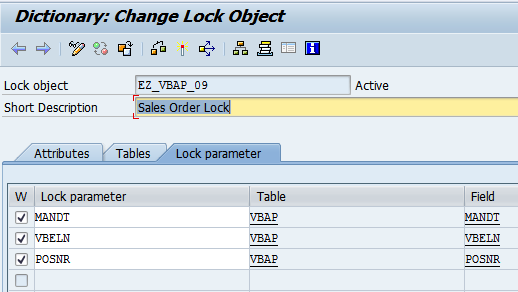 Dictionary: Change Lock Object
Lock object EZ_VBAP_09 Active
Short Description Sales Order Lock
Attributes Tables Lock parameter
W Lock parameter Table Field
MANDT VBAP MANDT
VBELN VBAP VBELN
POSNR VBAP POSNR